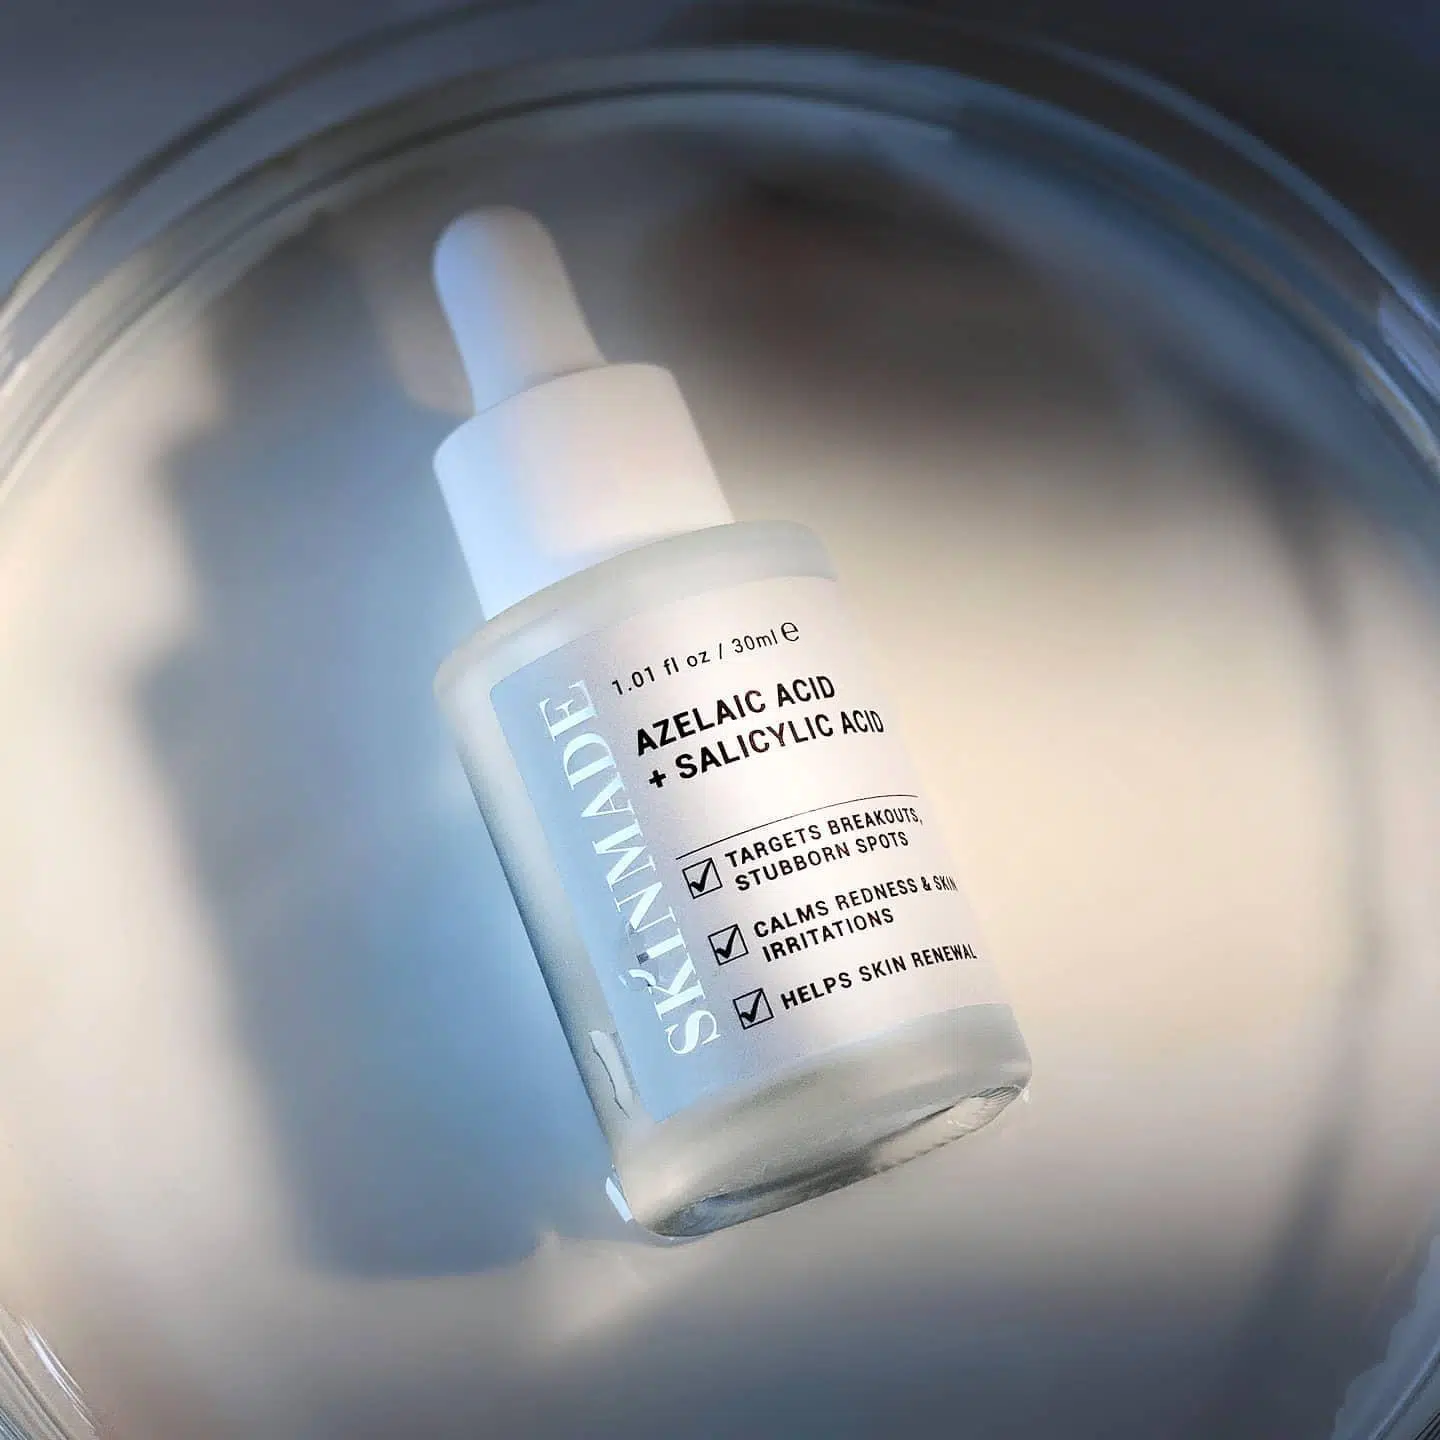 1.01 fl oz / 30ml ℮
AZELAIC ACID
+ SALICYLIC ACID
TARGETS BREAKOUTS,
STUBBORN SPOTS
CALMS REDNESS & SKIN
IRRITATIONS
HELPS SKIN RENEWAL
SKINMADE